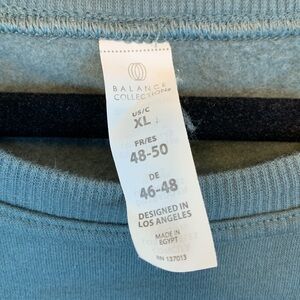 BALANCE
COLLECTION
US/C
XL
FR/ES
48-50
DE
46-48
DESIGNED IN
LOS ANGELES
MADE IN
EGYPT
RN 137013